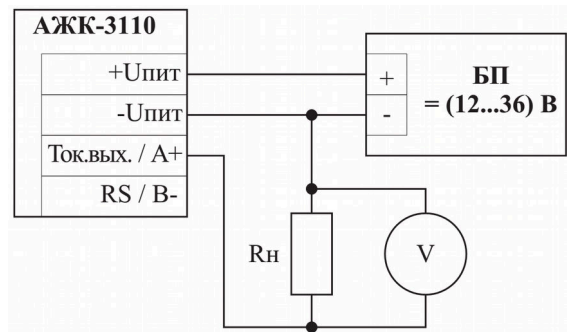 АЖК-3110
+Uпит
-Uпит
Ток.вых. / A+
RS / B-
+
-
БП
= (12...36) В
Rн
V